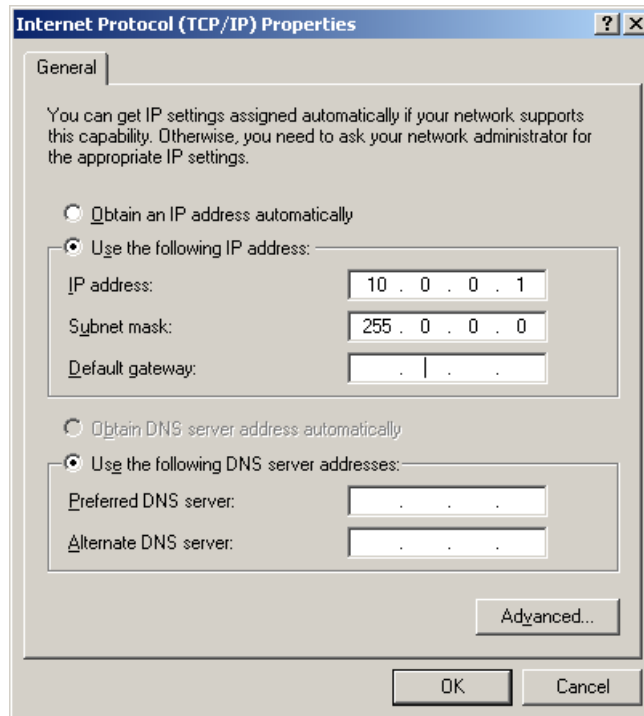 Internet Protocol (TCP/IP) Properties
General
You can get IP settings assigned automatically if your network supports
this capability. Otherwise, you need to ask your network administrator for
the appropriate IP settings.
Obtain an IP address automatically
Use the following IP address:
IP address: 10 . 0 . 0 . 1
Subnet mask: 255 . 0 . 0 . 0
Default gateway: . . .
Obtain DNS server address automatically
Use the following DNS server addresses:
Preferred DNS server: . . .
Alternate DNS server: . . .
Advanced...
OK Cancel